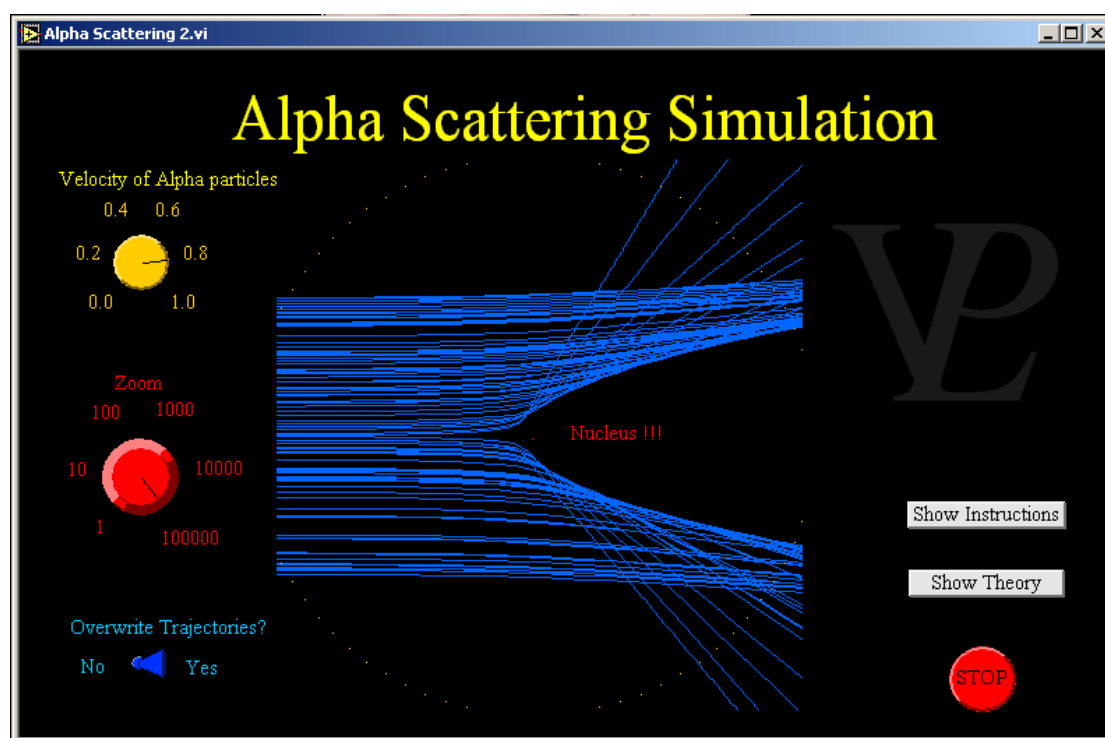 Alpha Scattering 2.vi
Alpha Scattering Simulation
Velocity of Alpha particles
0.4 0.6
0.2 0.8
0.0 1.0
VPL
Zoom
100 1000
10 10000
1 100000
Nucleus !!!
Show Instructions
Show Theory
Overwrite Trajectories?
No Yes
STOP